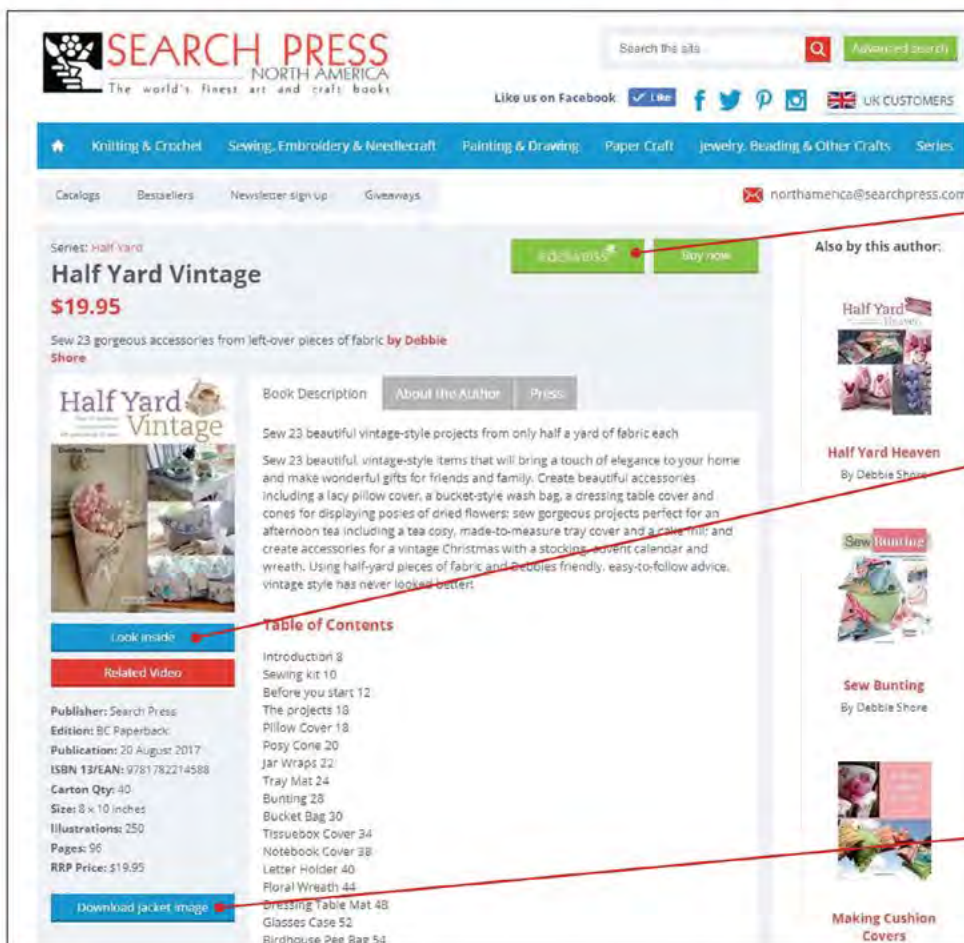 SEARCH PRESS
NORTH AMERICA
The world's finest art and craft books
Search the site
Advanced search
Like us on Facebook
Like
UK CUSTOMERS
Knitting & Crochet
Sewing, Embroidery & Needlecraft
Painting & Drawing
Paper Craft
Jewelry, Beading & Other Crafts
Series
Catalogs
Bestsellers
Newsletter sign up
Giveaways
northamerica@searchpress.com
Series: Half Yard
Half Yard Vintage
$19.95
Sew 23 gorgeous accessories from left-over pieces of fabric by Debbie
Shore
edelweiss
Buy now
Half Yard
Vintage
Debbie Shore
Look inside
Related Video
Publisher: Search Press
Edition: BC Paperback
Publication: 20 August 2017
ISBN 13/EAN: 9781782214588
Carton Qty: 40
Size: 8 x 10 inches
Illustrations: 250
Pages: 96
RRP Price: $19.95
Download jacket image
Book Description
About the Author
Press
Sew 23 beautiful vintage-style projects from only half a yard of fabric each
Sew 23 beautiful, vintage-style items that will bring a touch of elegance to your home
and make wonderful gifts for friends and family. Create beautiful accessories
including a lacy pillow cover, a bucket-style wash bag, a dressing table cover and
cones for displaying posies of dried flowers; sew gorgeous projects perfect for an
afternoon tea including a tea cosy, made-to-measure tray cover and a cake frill; and
create accessories for a vintage Christmas with a stocking, advent calendar and
wreath. Using half-yard pieces of fabric and Debbies friendly, easy-to-follow advice,
vintage style has never looked better!
Table of Contents
Introduction 8
Sewing kit 10
Before you start 12
The projects 18
Pillow Cover 18
Posy Cone 20
Jar Wraps 22
Tray Mat 24
Bunting 28
Bucket Bag 30
Tissuebox Cover 34
Notebook Cover 38
Letter Holder 40
Floral Wreath 44
Dressing Table Mat 48
Glasses Case 52
Birdhouse Peg Bag 54
Also by this author:
Half Yard
Heaven
Half Yard Heaven
By Debbie Shore
Sew Bunting
Sew Bunting
By Debbie Shore
Making Cushion
Covers